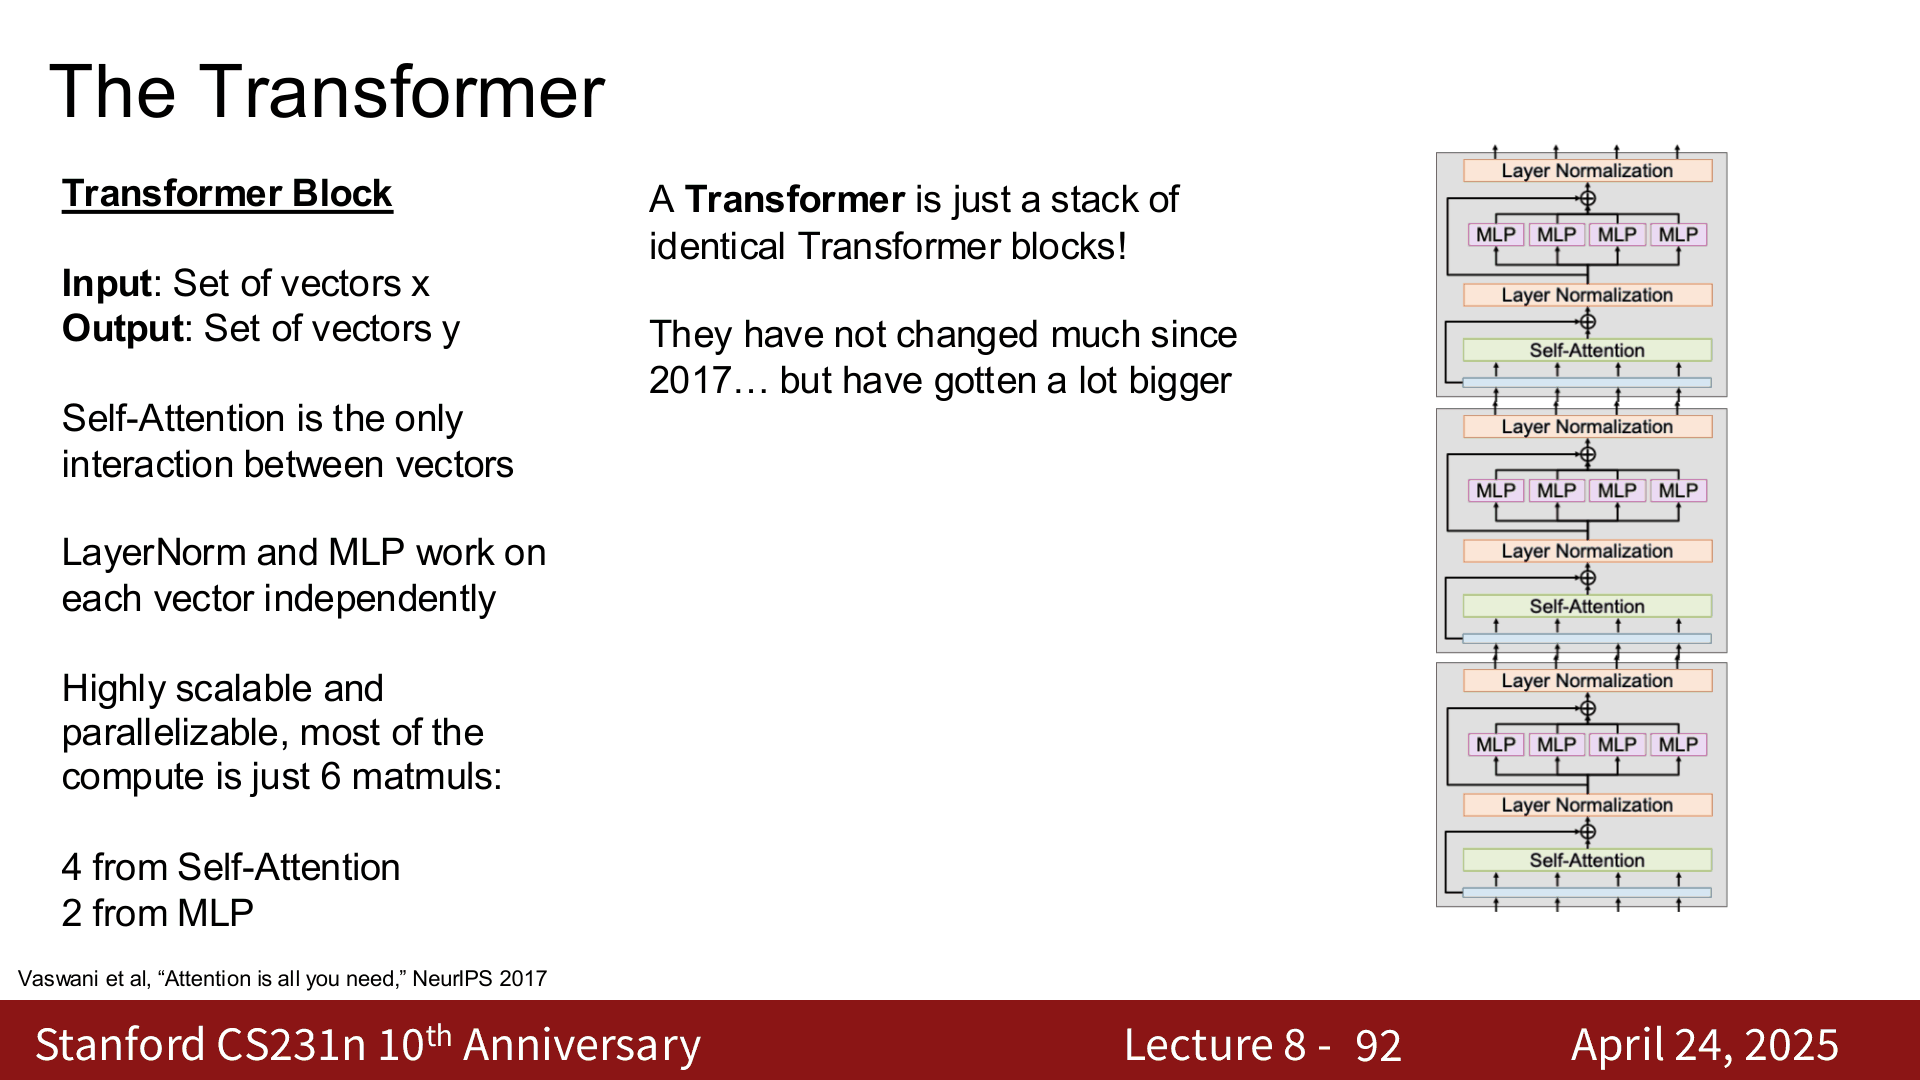 The Transformer
Transformer Block
Input: Set of vectors x
Output: Set of vectors y
Self-Attention is the only
interaction between vectors
LayerNorm and MLP work on
each vector independently
Highly scalable and
parallelizable, most of the
compute is just 6 matmuls:
4 from Self-Attention
2 from MLP
A Transformer is just a stack of
identical Transformer blocks!
They have not changed much since
2017… but have gotten a lot bigger
Layer Normalization
MLP MLP MLP MLP
Layer Normalization
Self-Attention
Layer Normalization
MLP MLP MLP MLP
Layer Normalization
Self-Attention
Layer Normalization
MLP MLP MLP MLP
Layer Normalization
Self-Attention
Vaswani et al, “Attention is all you need,” NeurIPS 2017
Stanford CS231n 10th Anniversary
Lecture 8 - 92
April 24, 2025